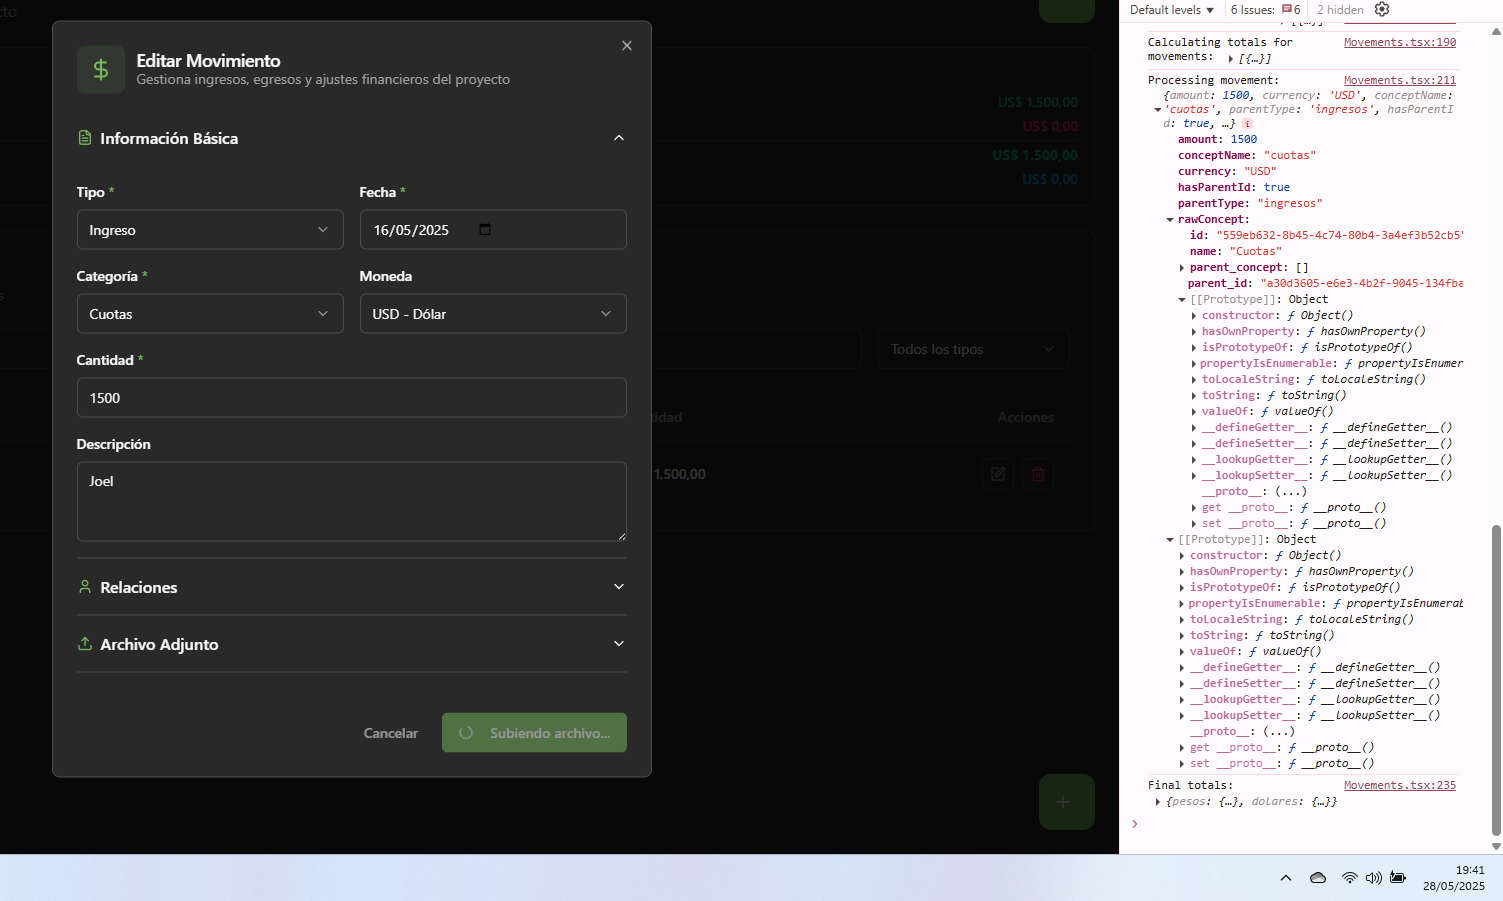 cto
Editar Movimiento
Gestiona ingresos, egresos y ajustes financieros del proyecto
Información Básica
Tipo *
Fecha *
Ingreso
16/05/2025
Categoría *
Moneda
Cuotas
USD - Dólar
Cantidad *
1500
Descripción
Joel
Relaciones
Archivo Adjunto
Cancelar
Subiendo archivo...
US$ 1.500,00
US$ 0,00
US$ 1.500,00
US$ 0,00
s
Todos los tipos
tidad
Acciones
1.500,00
+
Default levels
6 Issues: 6
2 hidden
Calculating totals for
Movements.tsx:190
movements: [{…}]
Processing movement:
Movements.tsx:211
{amount: 1500, currency: 'USD', conceptName:
'cuotas', parentType: 'ingresos', hasParentI
d: true, …} i
amount: 1500
conceptName: "cuotas"
currency: "USD"
hasParentId: true
parentType: "ingresos"
rawConcept:
id: "559eb632-8b45-4c74-80b4-3a4ef3b52cb5"
name: "Cuotas"
parent_concept: []
parent_id: "a30d3605-e6e3-4b2f-9045-134fba
[[Prototype]]: Object
constructor: ƒ Object()
hasOwnProperty: ƒ hasOwnProperty()
isPrototypeOf: ƒ isPrototypeOf()
propertyIsEnumerable: ƒ propertyIsEnumer
toLocaleString: ƒ toLocaleString()
toString: ƒ toString()
valueOf: ƒ valueOf()
__defineGetter__: ƒ __defineGetter__()
__defineSetter__: ƒ __defineSetter__()
__lookupGetter__: ƒ __lookupGetter__()
__lookupSetter__: ƒ __lookupSetter__()
__proto__: (...)
get __proto__: ƒ __proto__()
set __proto__: ƒ __proto__()
[[Prototype]]: Object
constructor: ƒ Object()
hasOwnProperty: ƒ hasOwnProperty()
isPrototypeOf: ƒ isPrototypeOf()
propertyIsEnumerable: ƒ propertyIsEnumerab
toLocaleString: ƒ toLocaleString()
toString: ƒ toString()
valueOf: ƒ valueOf()
__defineGetter__: ƒ __defineGetter__()
__defineSetter__: ƒ __defineSetter__()
__lookupGetter__: ƒ __lookupGetter__()
__lookupSetter__: ƒ __lookupSetter__()
__proto__: (...)
get __proto__: ƒ __proto__()
set __proto__: ƒ __proto__()
Final totals:
Movements.tsx:235
{pesos: {…}, dolares: {…}}
19:41
28/05/2025